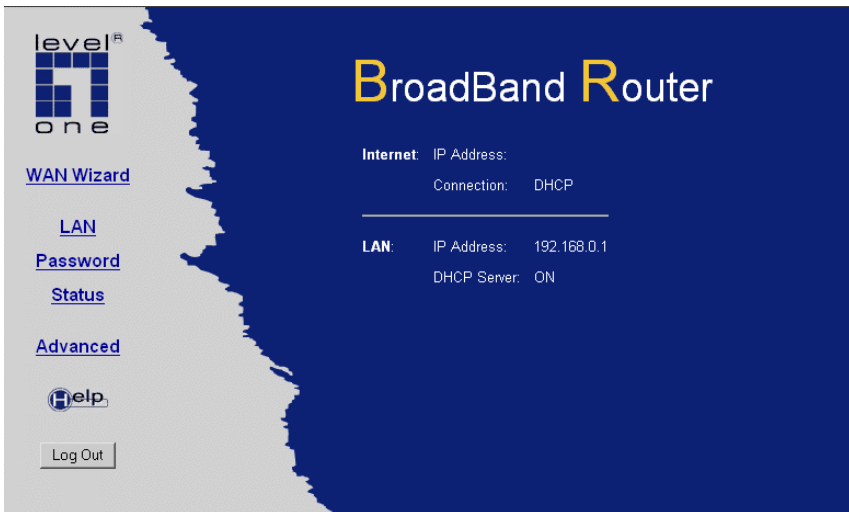 level®
one
WAN Wizard
LAN
Password
Status
Advanced
Help
Log Out
BroadBand Router
Internet: IP Address:
Connection: DHCP
LAN: IP Address: 192.168.0.1
DHCP Server: ON